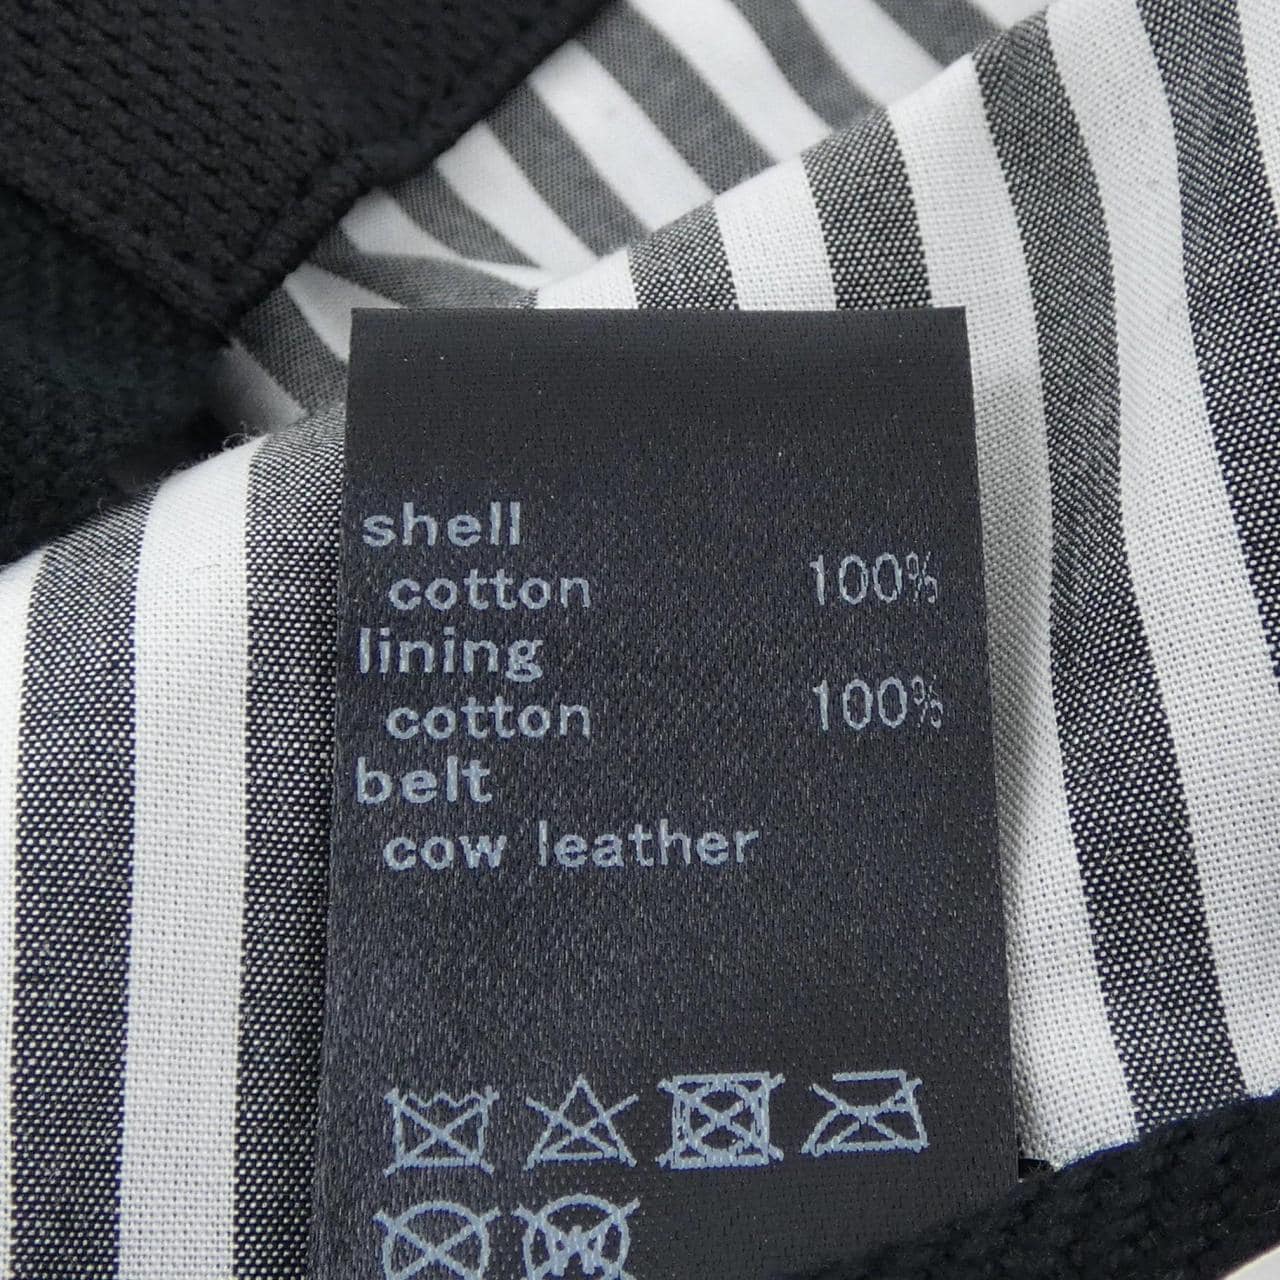 shell
cotton 100%
lining
cotton 100%
belt
cow leather